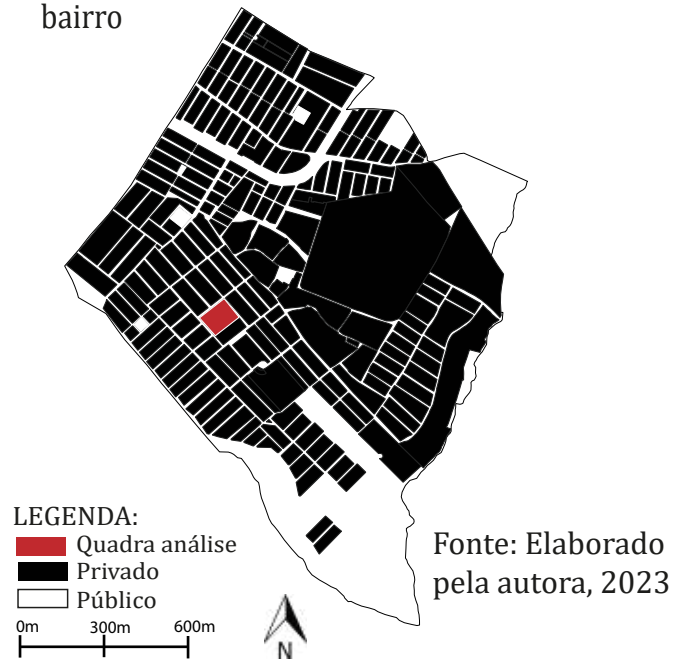 bairro
LEGENDA:
Quadra análise
Privado
Público
0m 300m 600m
N
Fonte: Elaborado
pela autora, 2023